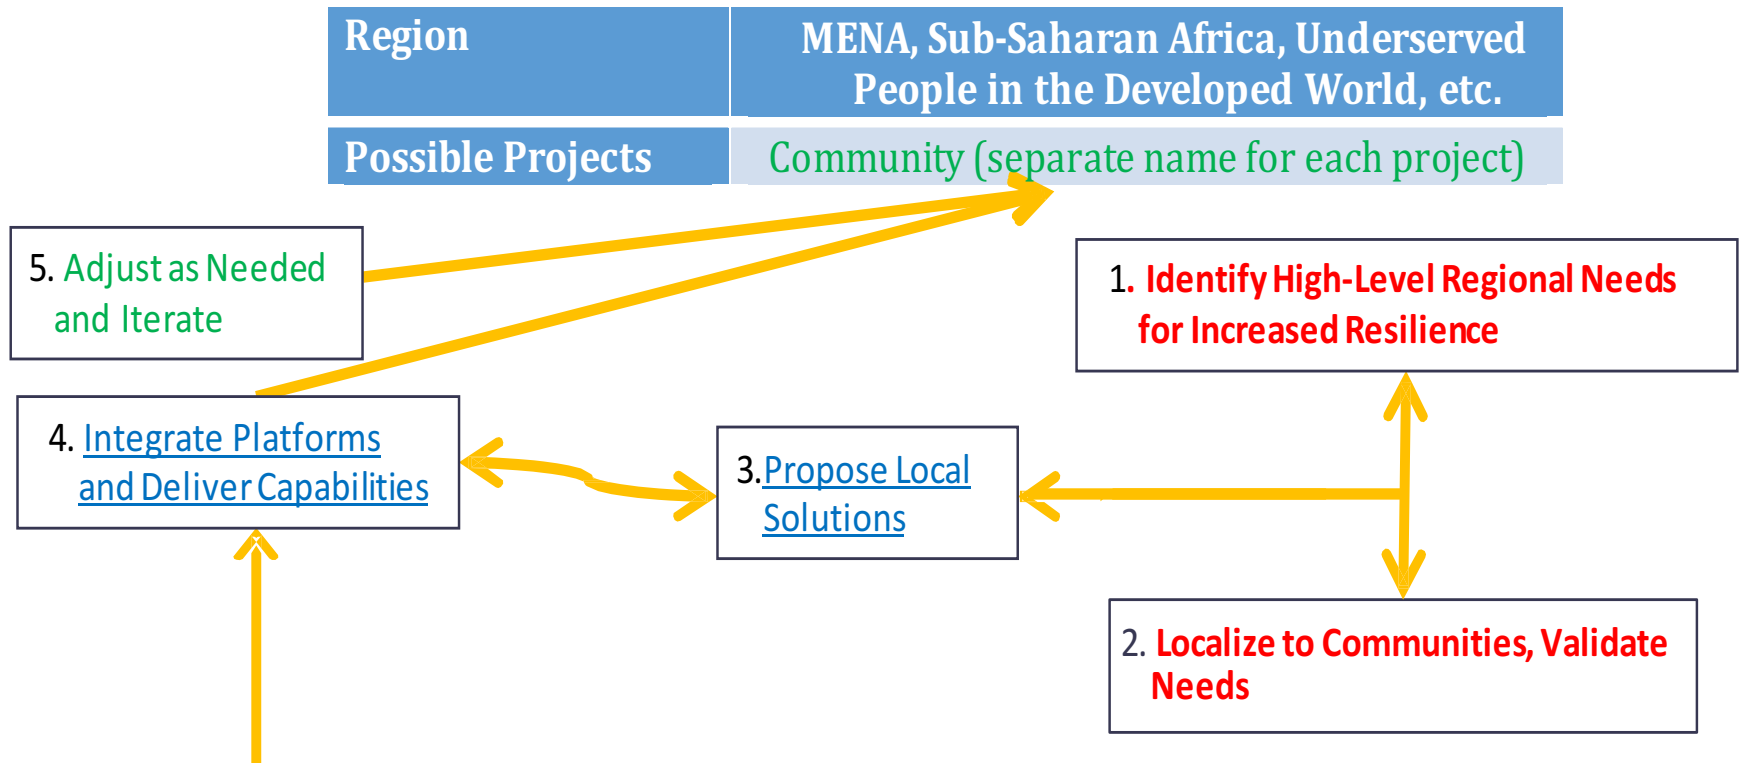 Region
MENA, Sub-Saharan Africa, Underserved
People in the Developed World, etc.
Possible Projects
Community (separate name for each project)
5. Adjust as Needed
and Iterate
1. Identify High-Level Regional Needs
for Increased Resilience
4. Integrate Platforms
and Deliver Capabilities
3.Propose Local
Solutions
2. Localize to Communities, Validate
Needs